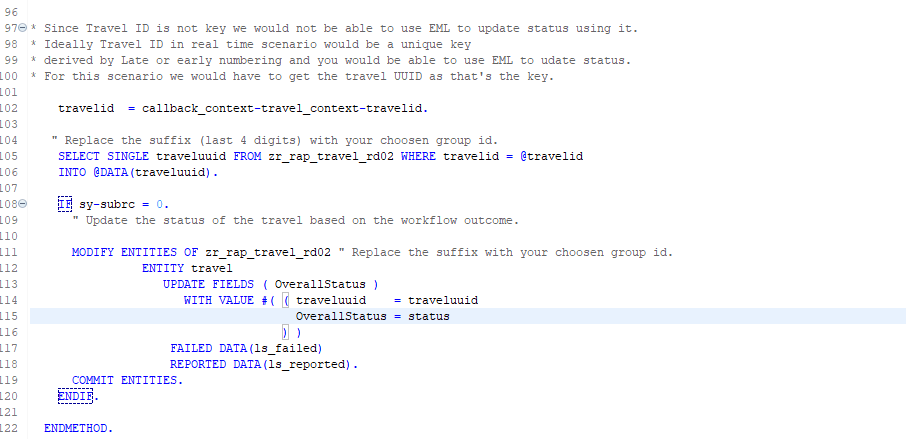 96
97 * Since Travel ID is not key we would not be able to use EML to update status using it.
98 * Ideally Travel ID in real time scenario would be a unique key
99 * derived by Late or early numbering and you would be able to use EML to udate status.
100 * For this scenario we would have to get the travel UUID as that's the key.
101
102 travelid = callback_context-travel_context-travelid.
103
104 " Replace the suffix (last 4 digits) with your choosen group id.
105 SELECT SINGLE traveluuid FROM zr_rap_travel_rd02 WHERE travelid = @travelid
106 INTO @DATA(traveluuid).
107
108 IF sy-subrc = 0.
109 " Update the status of the travel based on the workflow outcome.
110
111 MODIFY ENTITIES OF zr_rap_travel_rd02 " Replace the suffix with your choosen group id.
112 ENTITY travel
113 UPDATE FIELDS ( OverallStatus )
114 WITH VALUE #( ( traveluuid = traveluuid
115 OverallStatus = status
116 ) )
117 FAILED DATA(ls_failed)
118 REPORTED DATA(ls_reported).
119 COMMIT ENTITIES.
120 ENDIF.
121
122 ENDMETHOD.